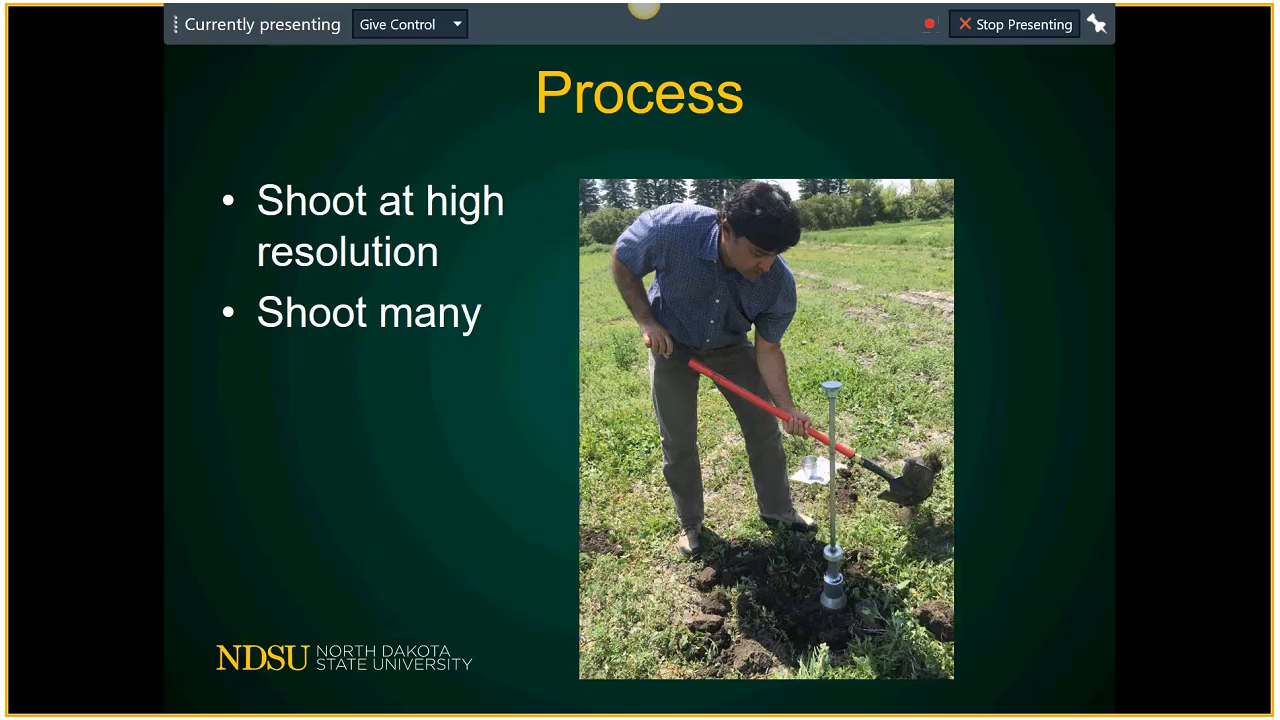 Currently presenting Give Control Stop Presenting
Process
• Shoot at high
resolution
• Shoot many
NDSU NORTH DAKOTA
STATE UNIVERSITY